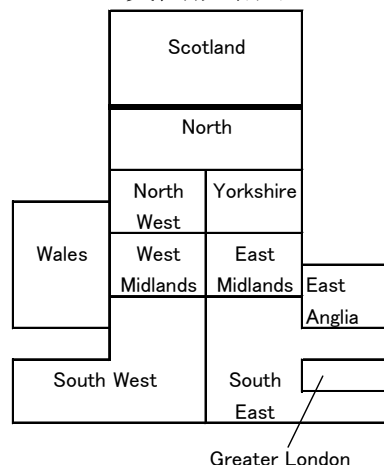 Scotland
North
North
West
Yorkshire
Wales
West
Midlands
East
Midlands
East
Anglia
South West
South
East
Greater London